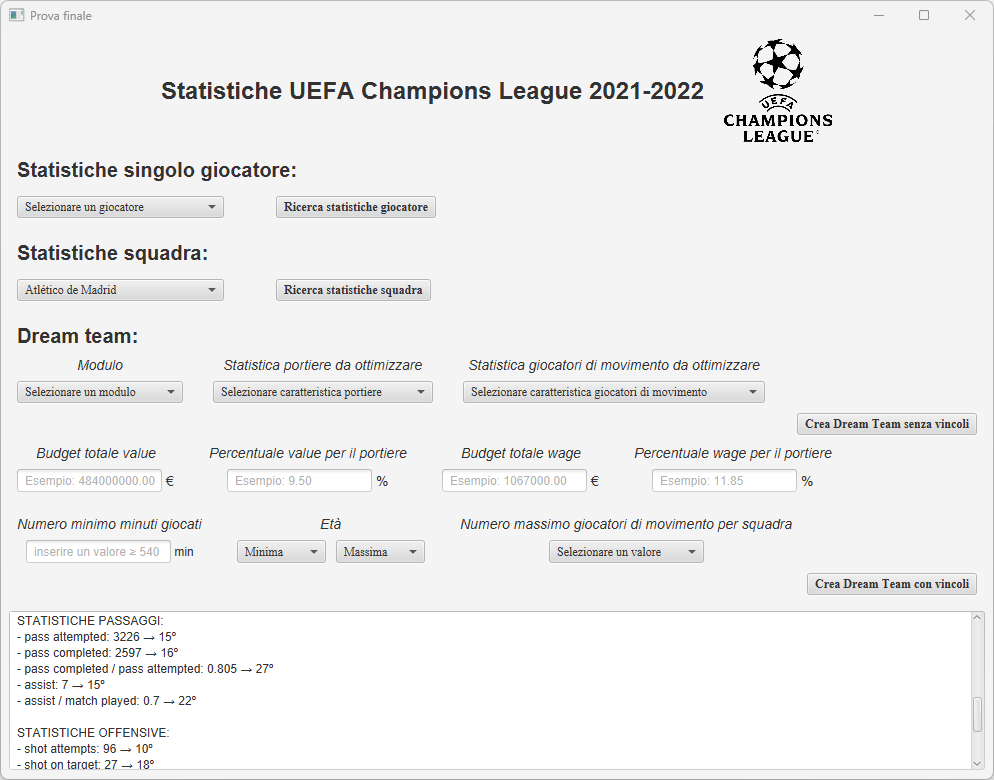 Prova finale
Statistiche UEFA Champions League 2021-2022
UEFA
CHAMPIONS
LEAGUE
Statistiche singolo giocatore:
Selezionare un giocatore
Ricerca statistiche giocatore
Statistiche squadra:
Atlético de Madrid
Ricerca statistiche squadra
Dream team:
Modulo
Statistica portiere da ottimizzare
Statistica giocatori di movimento da ottimizzare
Selezionare un modulo
Selezionare caratteristica portiere
Selezionare caratteristica giocatori di movimento
Crea Dream Team senza vincoli
Budget totale value
Percentuale value per il portiere
Budget totale wage
Percentuale wage per il portiere
Esempio: 484000000.00 €
Esempio: 9.50 %
Esempio: 1067000.00 €
Esempio: 11.85 %
Numero minimo minuti giocati
Età
Numero massimo giocatori di movimento per squadra
inserire un valore ≥ 540 min
Minima
Massima
Selezionare un valore
Crea Dream Team con vincoli
STATISTICHE PASSAGGI:
- pass attempted: 3226 → 15º
- pass completed: 2597 → 16º
- pass completed / pass attempted: 0.805 → 27º
- assist: 7 → 15º
- assist / match played: 0.7 → 22º
STATISTICHE OFFENSIVE:
- shot attempts: 96 → 10º
- shot on target: 27 → 18º